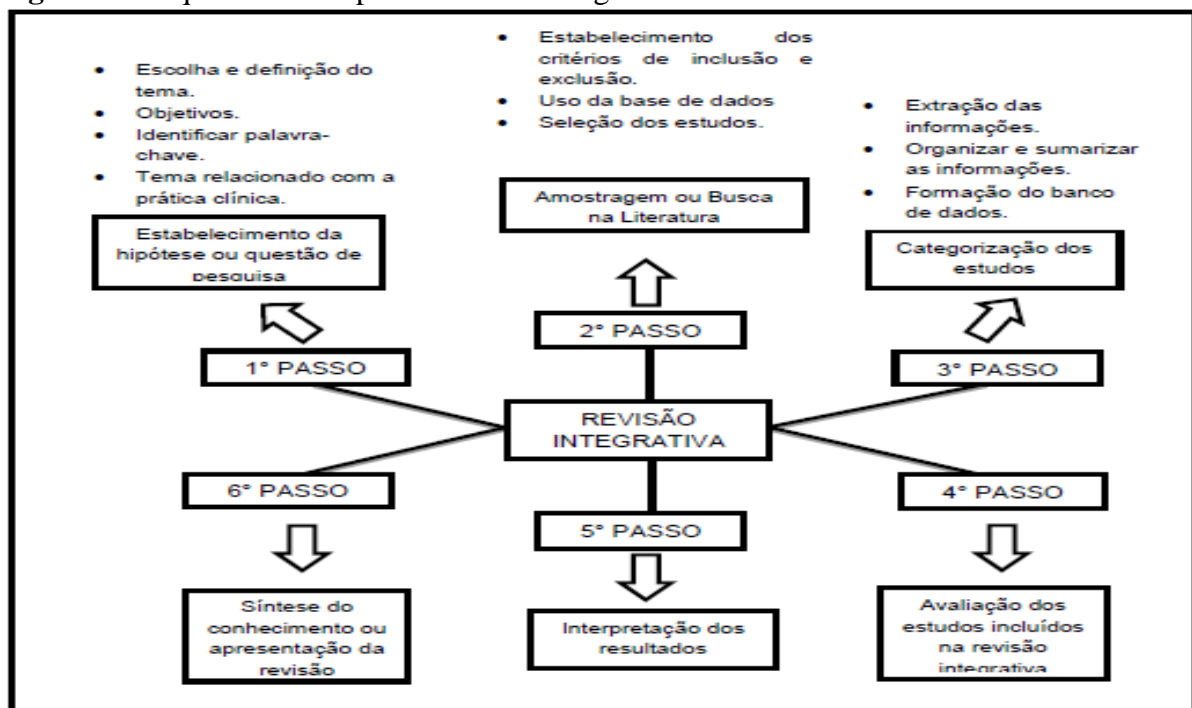 • Escolha e definição do
tema.
• Objetivos.
• Identificar palavra-
chave.
• Tema relacionado com a
prática clínica.
Estabelecimento da
hipótese ou questão de
pesquisa
1° PASSO
• Estabelecimento dos
critérios de inclusão e
exclusão.
• Uso da base de dados
• Seleção dos estudos.
Amostragem ou Busca
na Literatura
2° PASSO
• Extração das
informações.
• Organizar e sumarizar
as informações.
• Formação do banco
de dados.
Categorização dos
estudos
3° PASSO
REVISÃO
INTEGRATIVA
6° PASSO
Síntese do
conhecimento ou
apresentação da
revisão
5° PASSO
Interpretação dos
resultados
4° PASSO
Avaliação dos
estudos incluídos
na revisão
integrativa